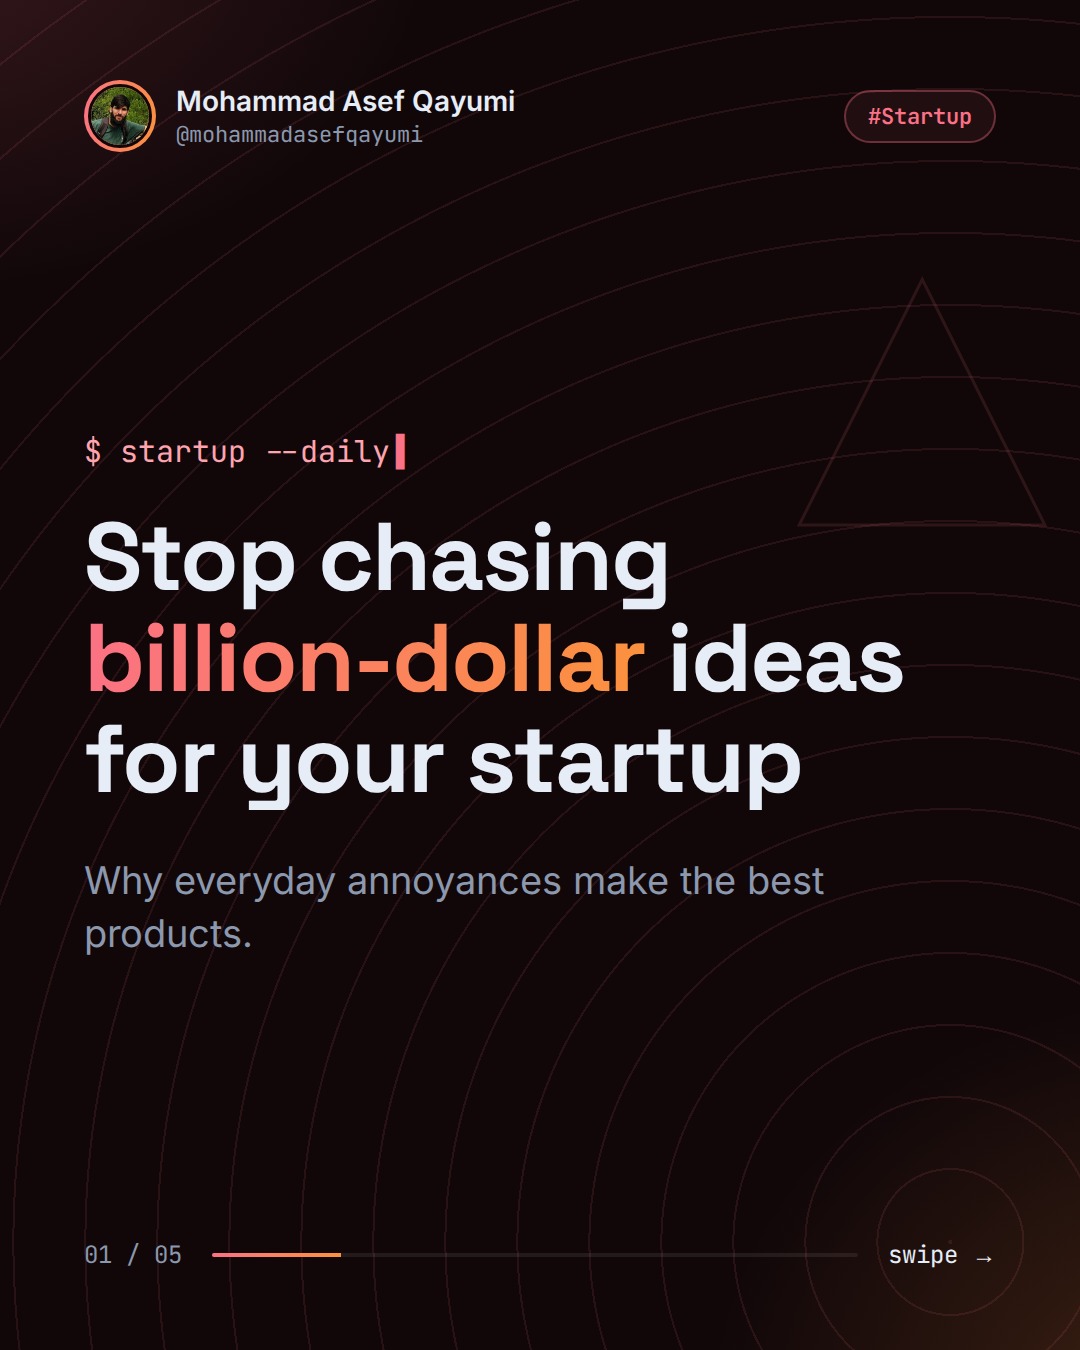 Mohammad Asef Qayumi
@mohammadasefqayumi
#Startup
$ startup --daily
Stop chasing
billion-dollar ideas
for your startup
Why everyday annoyances make the best
products.
01 / 05
swipe →